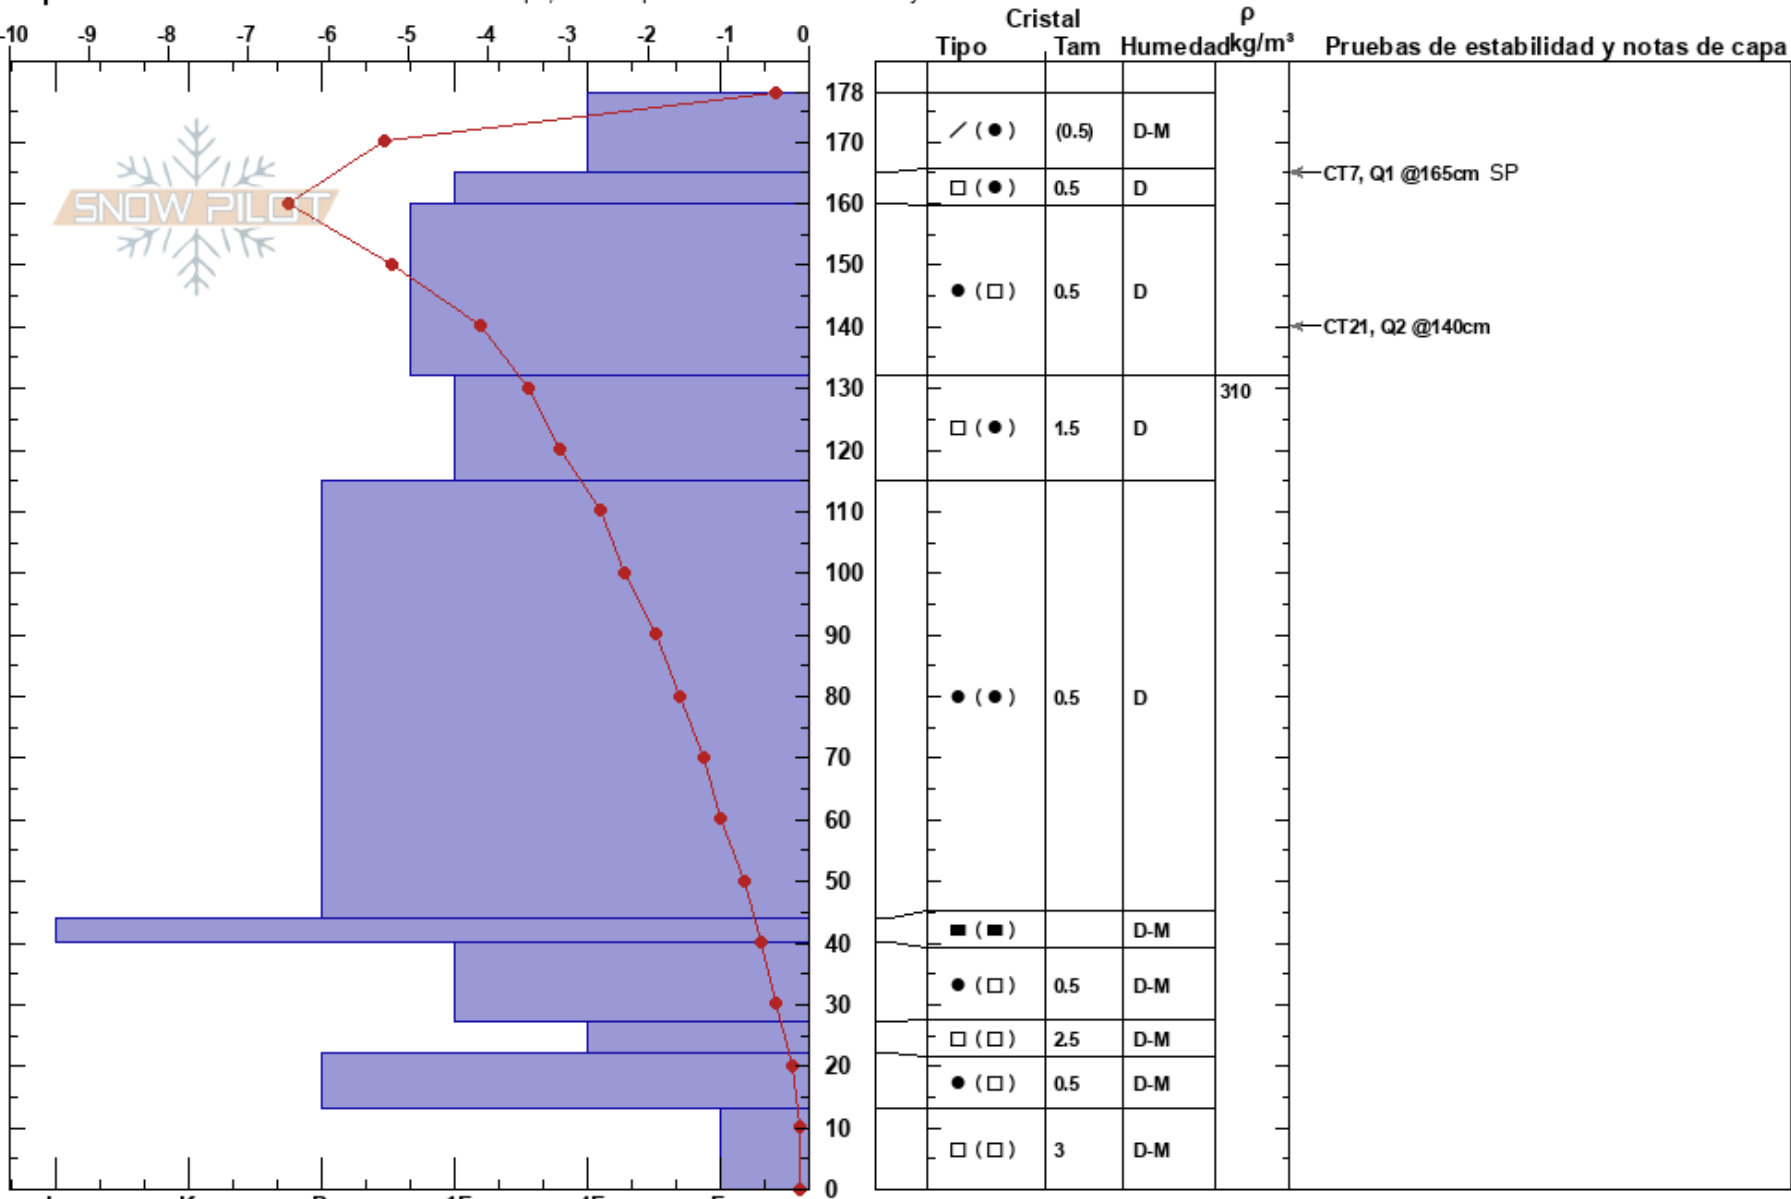 Cristal ρ
-10 -9 -8 -7 -6 -5 -4 -3 -2 -1 0 Tipo Tam Humedad kg/m³ Pruebas de estabilidad y notas de capa
178
( ) (0.5) D-M
170
CT7, Q1 @165cm SP
( ) 0.5 D
SNOW PILOT
160
150
( ) 0.5 D
140
CT21, Q2 @140cm
130
310
( ) 1.5 D
120
110
100
90
80
( ) 0.5 D
70
60
50
( ) D-M
40
( ) 0.5 D-M
30
( ) 2.5 D-M
20
( ) 0.5 D-M
10
( ) 3 D-M
0